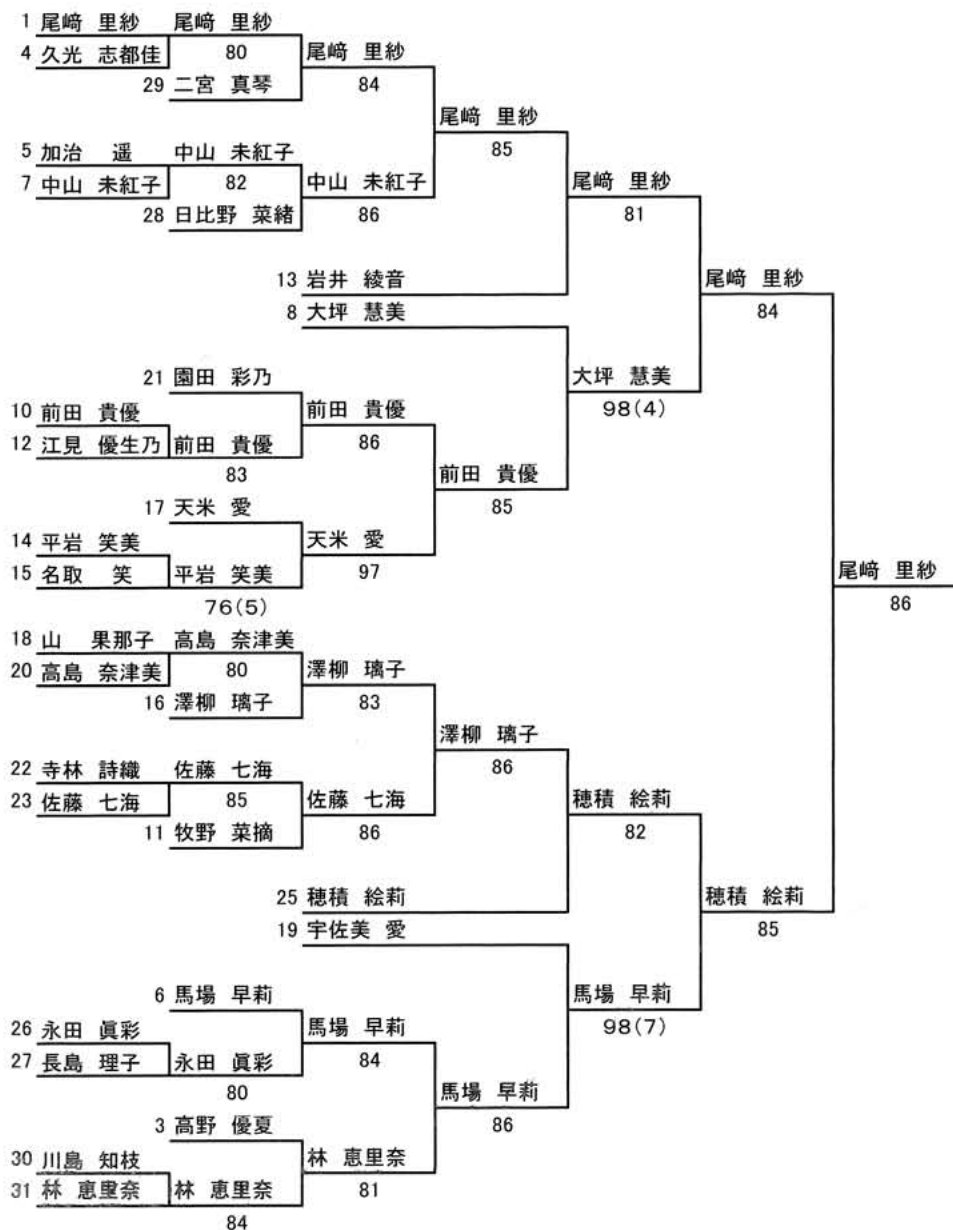 1 尾﨑 里紗 尾﨑 里紗
4 久光 志都佳 80 尾﨑 里紗
29 二宮 真琴 84
尾﨑 里紗
5 加治 遥 中山 未紅子 85
7 中山 未紅子 82 中山 未紅子 尾﨑 里紗
28 日比野 菜緒 86 81
13 岩井 綾音 尾﨑 里紗
8 大坪 慧美 84
21 園田 彩乃 大坪 慧美
10 前田 貴優 前田 貴優 98(4)
12 江見 優生乃 前田 貴優 86
83 前田 貴優
17 天米 愛 85
14 平岩 笑美 天米 愛
15 名取 笑 平岩 笑美 97 尾﨑 里紗
76(5) 86
18 山 果那子 高島 奈津美
20 高島 奈津美 80 澤柳 璃子
16 澤柳 璃子 83
澤柳 璃子
22 寺林 詩織 佐藤 七海 86
23 佐藤 七海 85 佐藤 七海 穂積 絵莉
11 牧野 菜摘 86 82
25 穂積 絵莉 穂積 絵莉
19 宇佐美 愛 85
6 馬場 早莉 馬場 早莉
26 永田 眞彩 馬場 早莉 98(7)
27 長島 理子 永田 眞彩 84
80 馬場 早莉
3 高野 優夏 86
30 川島 知枝 林 恵里奈
31 林 恵里奈 林 恵里奈 81
84